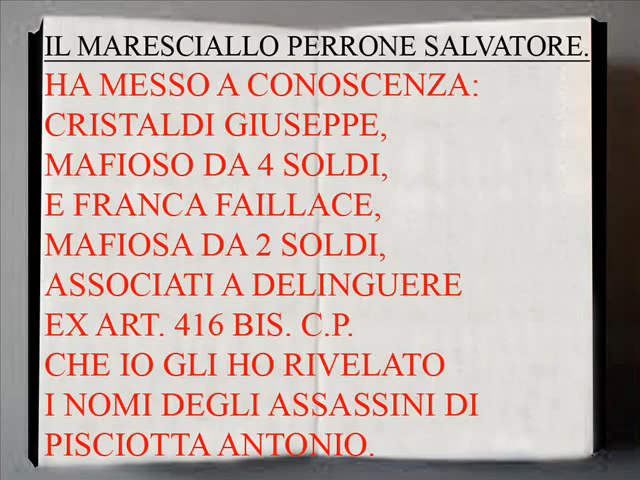 IL MARESCIALLO PERRONE SALVATORE.
HA MESSO A CONOSCENZA:
CRISTALDI GIUSEPPE,
MAFIOSO DA 4 SOLDI,
E FRANCA FAILLACE,
MAFIOSA DA 2 SOLDI,
ASSOCIATI A DELINGUERE
EX ART. 416 BIS. C.P.
CHE IO GLI HO RIVELATO
I NOMI DEGLI ASSASSINI DI
PISCIOTTA ANTONIO.